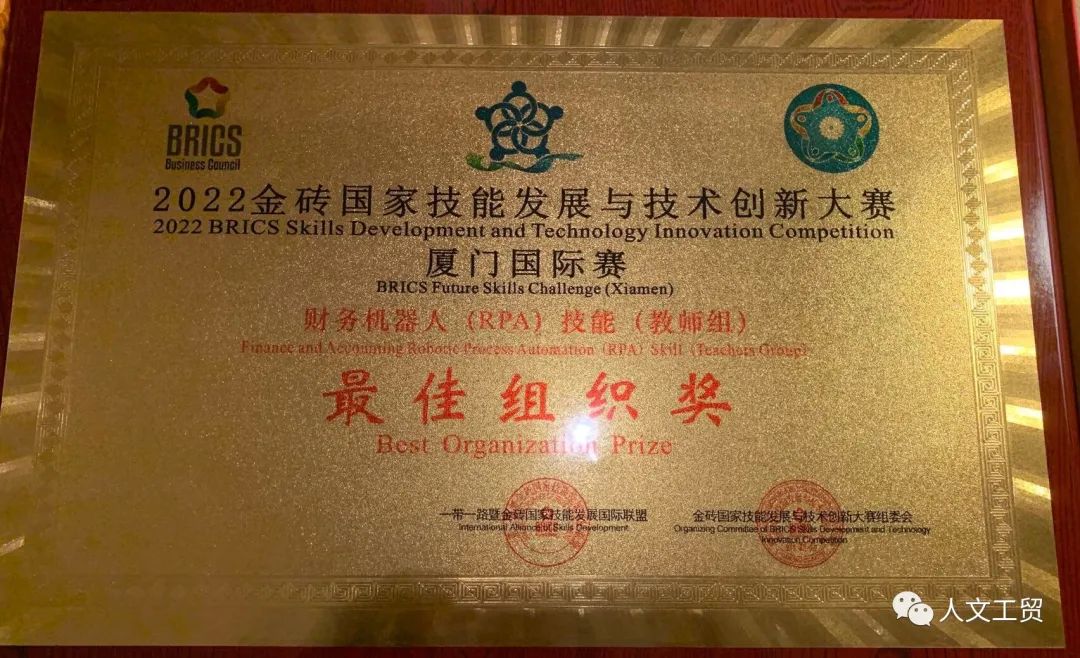 BRICS
Business Council
2022金砖国家技能发展与技术创新大赛
2022 BRICS Skills Development and Technology Innovation Competition
厦门国际赛
BRICS Future Skills Challenge (Xiamen)
财务机器人（RPA）技能（教师组）
Finance and Accounting Robotic Process Automation（RPA）Skill（Teachers Group）
最佳组织奖
Best Organization Prize
一带一路暨金砖国家技能发展国际联盟
International Alliance of Skills Development
金砖国家技能发展与技术创新大赛组委会
Organizing Committee of BRICS Skills Development and Technology
Innovation Competition
人文工贸